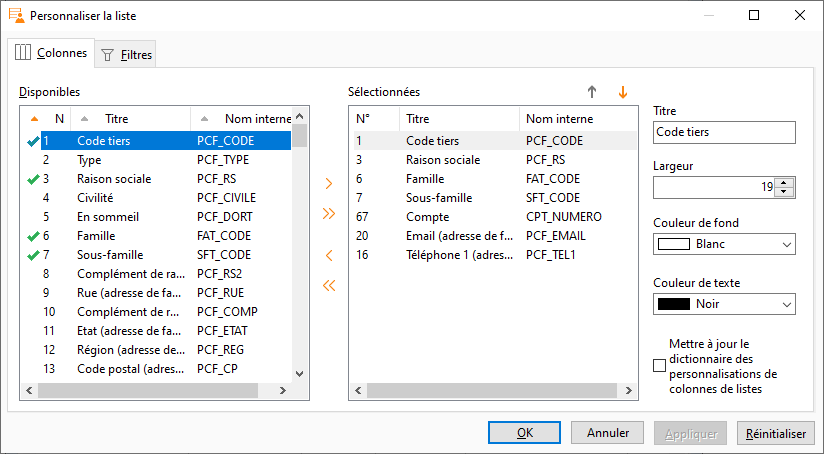 Personnaliser la liste
Colonnes Filtres
Disponibles
N Titre Nom interne
1 Code tiers PCF_CODE
2 Type PCF_TYPE
3 Raison sociale PCF_RS
4 Civilité PCF_CIVILE
5 En sommeil PCF_DORT
6 Famille FAT_CODE
7 Sous-famille SFT_CODE
8 Complément de ra... PCF_RS2
9 Rue (adresse de fa... PCF_RUE
10 Complément de r... PCF_COMP
11 Etat (adresse de fa... PCF_ETAT
12 Région (adresse de... PCF_REG
13 Code postal (adres... PCF_CP
Sélectionnées
N° Titre Nom interne
1 Code tiers PCF_CODE
3 Raison sociale PCF_RS
6 Famille FAT_CODE
7 Sous-famille SFT_CODE
67 Compte CPT_NUMERO
20 Email (adresse de f... PCF_EMAIL
16 Téléphone 1 (adres... PCF_TEL1
Titre
Code tiers
Largeur
19
Couleur de fond
Blanc
Couleur de texte
Noir
Mettre à jour le
dictionnaire des
personnalisations de
colonnes de listes
OK Annuler Appliquer Réinitialiser